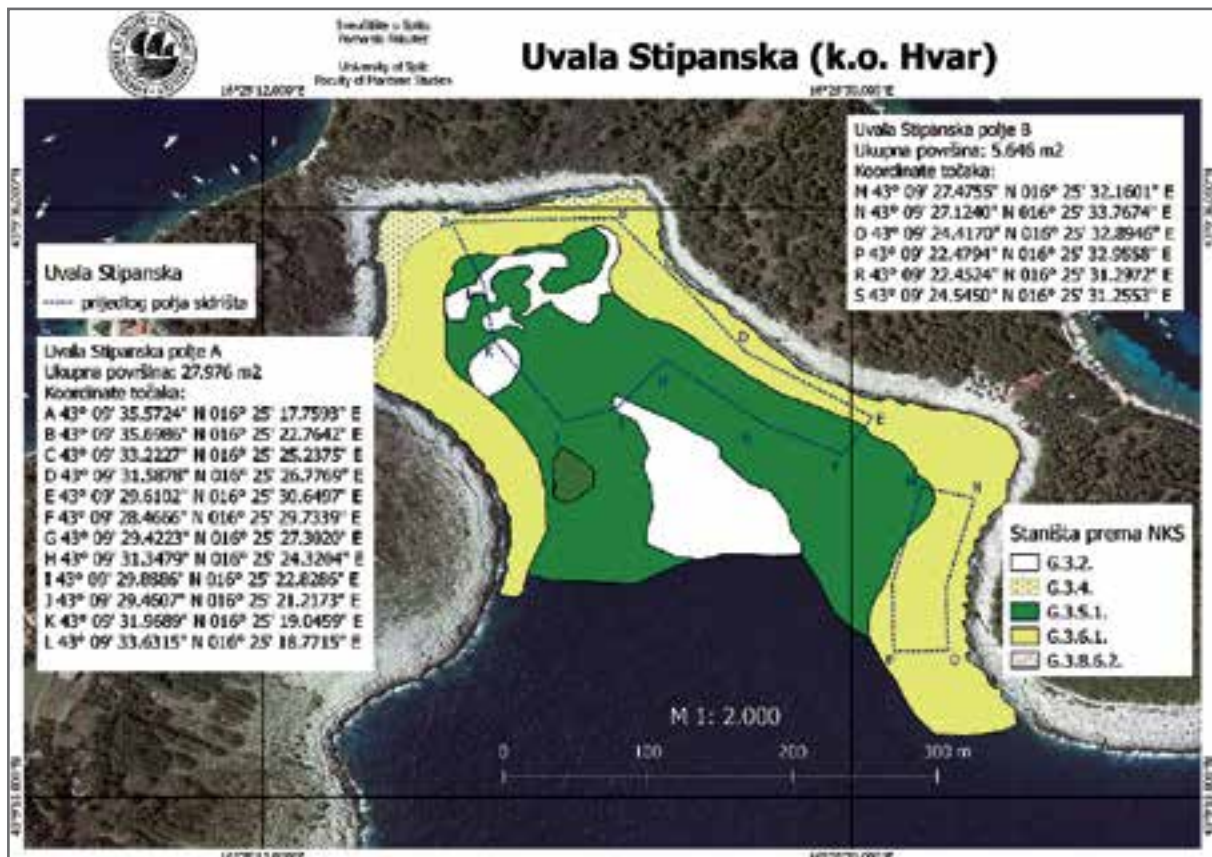 Sveučilište u Splitu
Pomorski fakultet
University of Split
Faculty of Maritime Studies
Uvala Stipanska (k.o. Hvar)
Uvala Stipanska polje B
Ukupna površina: 5.646 m2
Koordinate točaka:
M 43° 09' 27.4755" N 016° 25' 32.1601" E
N 43° 09' 27.1240" N 016° 25' 33.7674" E
O 43° 09' 24.4170" N 016° 25' 32.8946" E
P 43° 09' 22.4794" N 016° 25' 32.9558" E
R 43° 09' 22.4524" N 016° 25' 31.2972" E
S 43° 09' 24.5450" N 016° 25' 31.2553" E
Uvala Stipanska
prijedlog polja sidrišta
Uvala Stipanska polje A
Ukupna površina: 27.976 m2
Koordinate točaka:
A 43° 09' 35.5724" N 016° 25' 17.7593" E
B 43° 09' 35.6986" N 016° 25' 22.7642" E
C 43° 09' 33.2227" N 016° 25' 25.2375" E
D 43° 09' 31.5878" N 016° 25' 26.7769" E
E 43° 09' 29.6102" N 016° 25' 30.6497" E
F 43° 09' 28.4666" N 016° 25' 29.7339" E
G 43° 09' 29.4223" N 016° 25' 27.3020" E
H 43° 09' 31.3479" N 016° 25' 24.3204" E
I 43° 09' 29.8886" N 016° 25' 22.8286" E
J 43° 09' 29.4607" N 016° 25' 21.2173" E
K 43° 09' 31.9689" N 016° 25' 19.0459" E
L 43° 09' 33.6315" N 016° 25' 18.7715" E
D
E
H
K
N
Staništa prema NKS
G.3.2.
G.3.4.
G.3.5.1.
G.3.6.1.
G.3.8.6.2.
M 1: 2.000
0 100 200 300 m